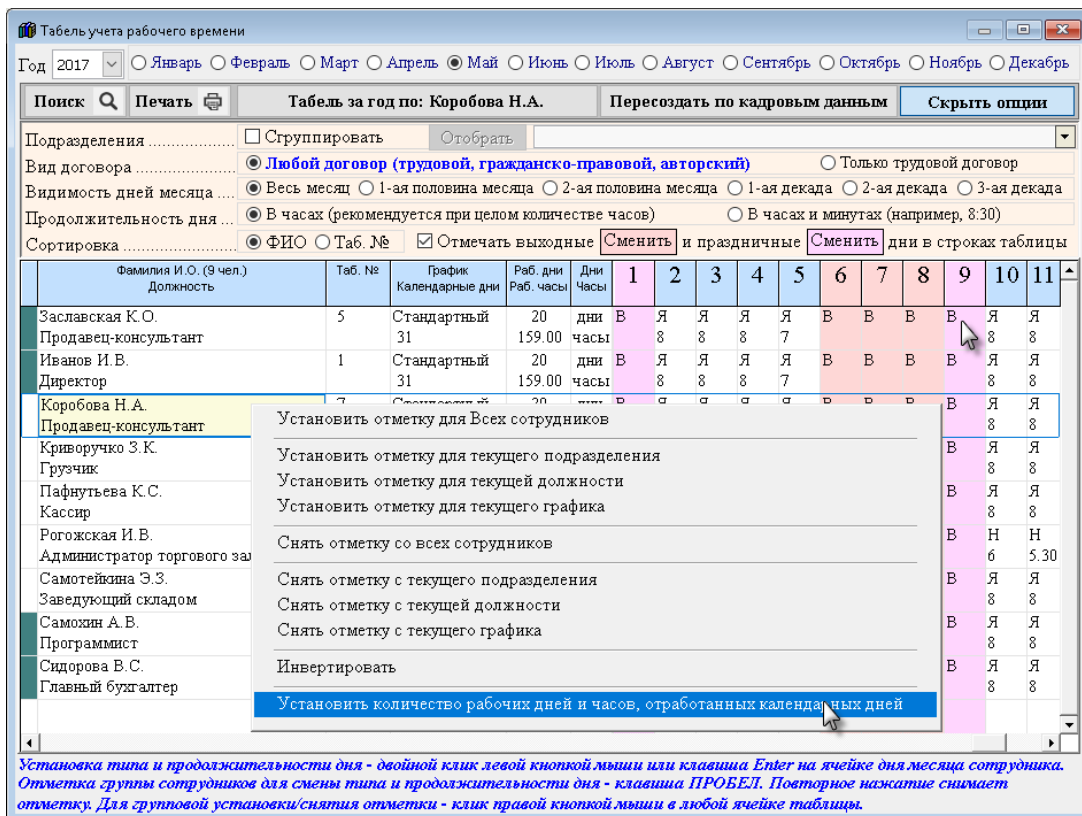 Табель учета рабочего времени
Год 2017 Январь Февраль Март Апрель Май Июнь Июль Август Сентябрь Октябрь Ноябрь Декабрь
Поиск Печать Табель за год по: Коробова Н.А. Пересоздать по кадровым данным Скрыть опции
Подразделения .................. Сгруппировать Отобрать
Вид договора .................... Любой договор (трудовой, гражданско-правовой, авторский) Только трудовой договор
Видимость дней месяца .... Весь месяц 1-ая половина месяца 2-ая половина месяца 1-ая декада 2-ая декада 3-ая декада
Продолжительность дня ... В часах (рекомендуется при целом количестве часов) В часах и минутах (например, 8:30)
Сортировка ...................... ФИО Таб. № Отмечать выходные Сменить и праздничные Сменить дни в строках таблицы
Фамилия И.О. (9 чел.) Таб. № График Раб. дни Дни 1 2 3 4 5 6 7 8 9 10 11
Должность Календарные дни Раб. часы Часы
Заславская К.О. 5 Стандартный 20 дни В Я Я Я Я В В В В Я Я
Продавец-консультант 31 159.00 часы 8 8 8 7 8 8
Иванов И.В. 1 Стандартный 20 дни В Я Я Я Я В В В В Я Я
Директор 31 159.00 часы 8 8 8 7 8 8
Коробова Н.А. В Я Я
Продавец-консультант 8 8
Криворучко З.К. В Я Я
Грузчик 8 8
Пафнутьева К.С. В Я Я
Кассир 8 8
Рогожская И.В. В Н Н
Администратор торгового 6 5.30
Самотейкина Э.З. В Я Я
Заведующий складом 8 8
Самохин А.В. В Я Я
Программист 8 8
Сидорова В.С. В Я Я
Главный бухгалтер 8 8
Установить отметку для Всех сотрудников
Установить отметку для текущего подразделения
Установить отметку для текущей должности
Установить отметку для текущего графика
Снять отметку со всех сотрудников
Снять отметку с текущего подразделения
Снять отметку с текущей должности
Снять отметку с текущего графика
Инвертировать
Установить количество рабочих дней и часов, отработанных календарных дней
Установка типа и продолжительности дня - двойной клик левой кнопкой мыши или клавиша Enter на ячейке дня месяца сотрудника.
Отметка группы сотрудников для смены типа и продолжительности дня - клавиша ПРОБЕЛ. Повторное нажатие снимает
отметку. Для групповой установки/снятия отметки - клик правой кнопкой мыши в любой ячейке таблицы.